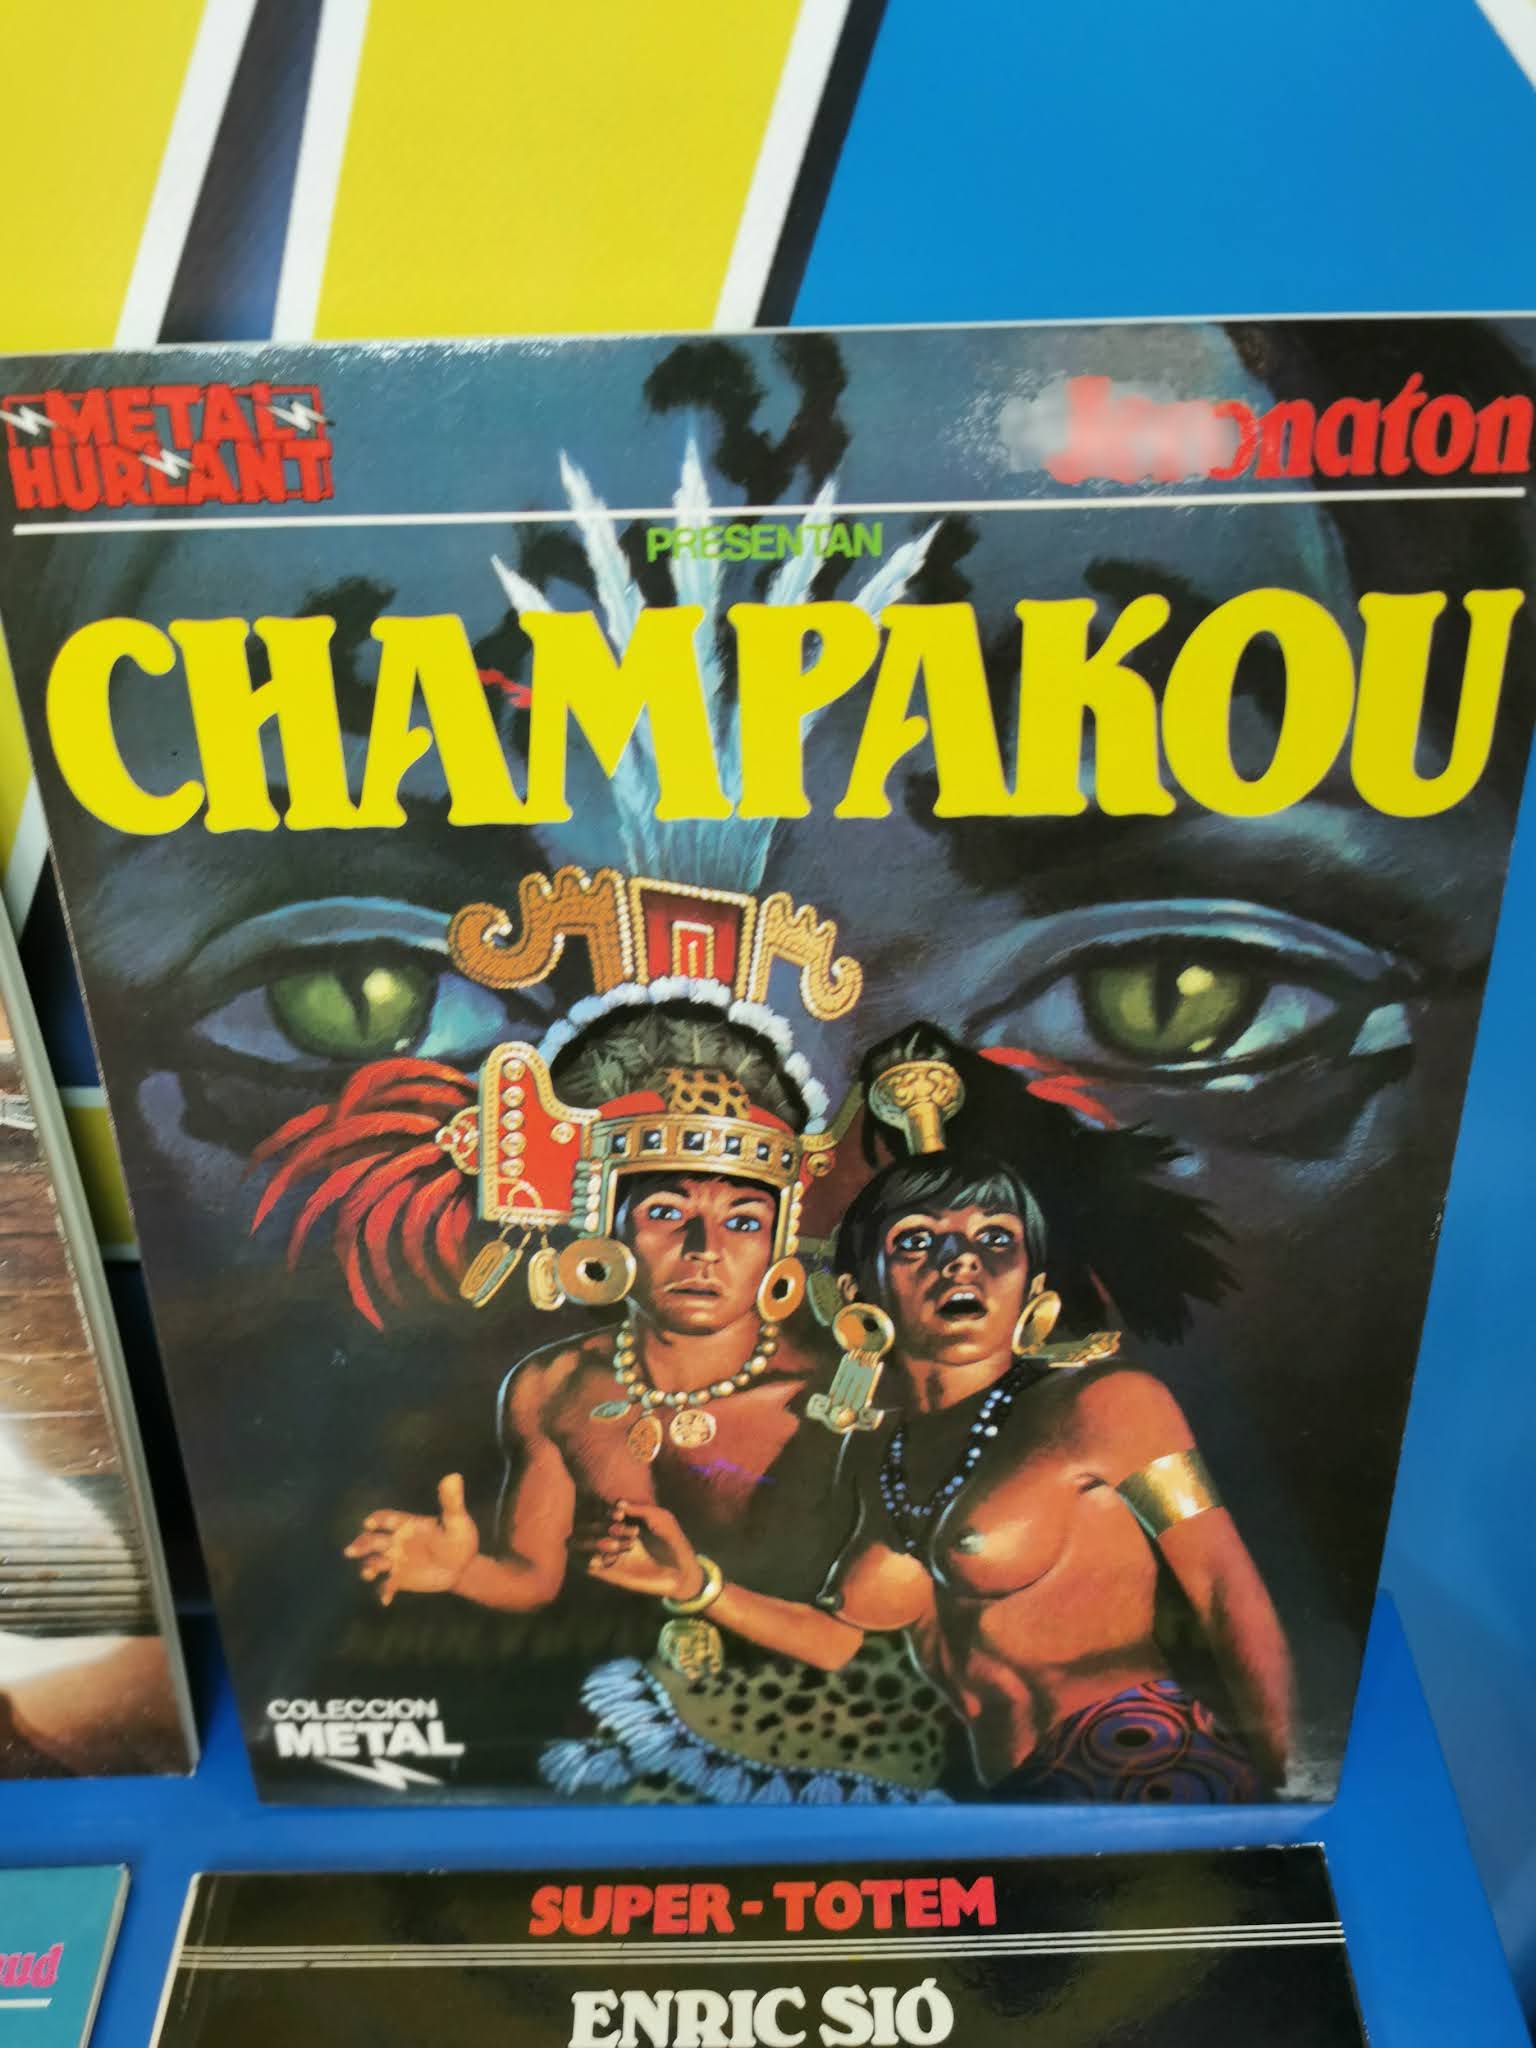 METAL
HURLANT
PRESENTAN
CHAMPAKOU
COLECCION
METAL
SUPER-TOTEM
ENRIC SIÓ